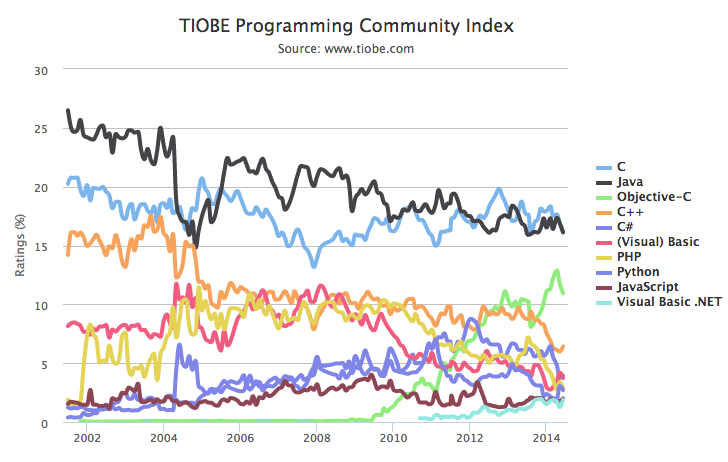 TIOBE Programming Community Index
Source: www.tiobe.com
Ratings (%)
30
25
20
15
10
5
0
2002 2004 2006 2008 2010 2012 2014
C
Java
Objective-C
C++
C#
(Visual) Basic
PHP
Python
JavaScript
Visual Basic .NET